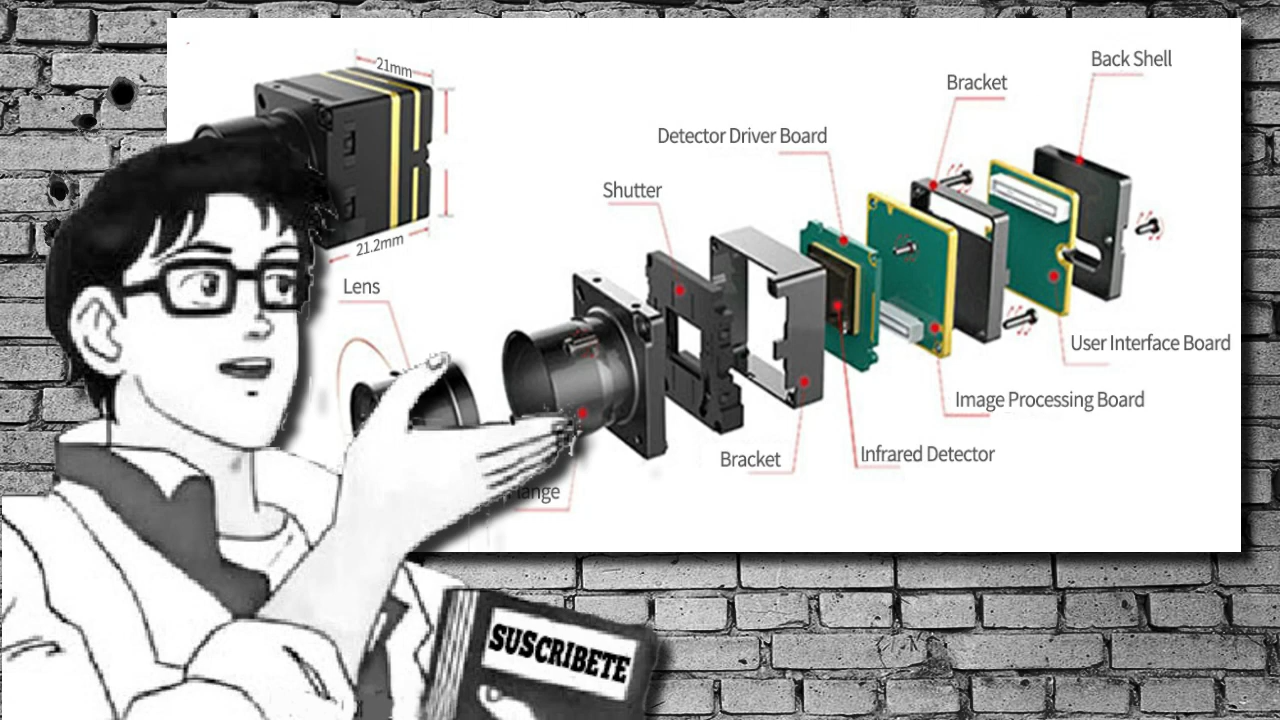 21mm
21.2mm
Back Shell
Bracket
Detector Driver Board
Shutter
Lens
User Interface Board
Image Processing Board
Infrared Detector
Bracket
lange
SUSCRIBETE